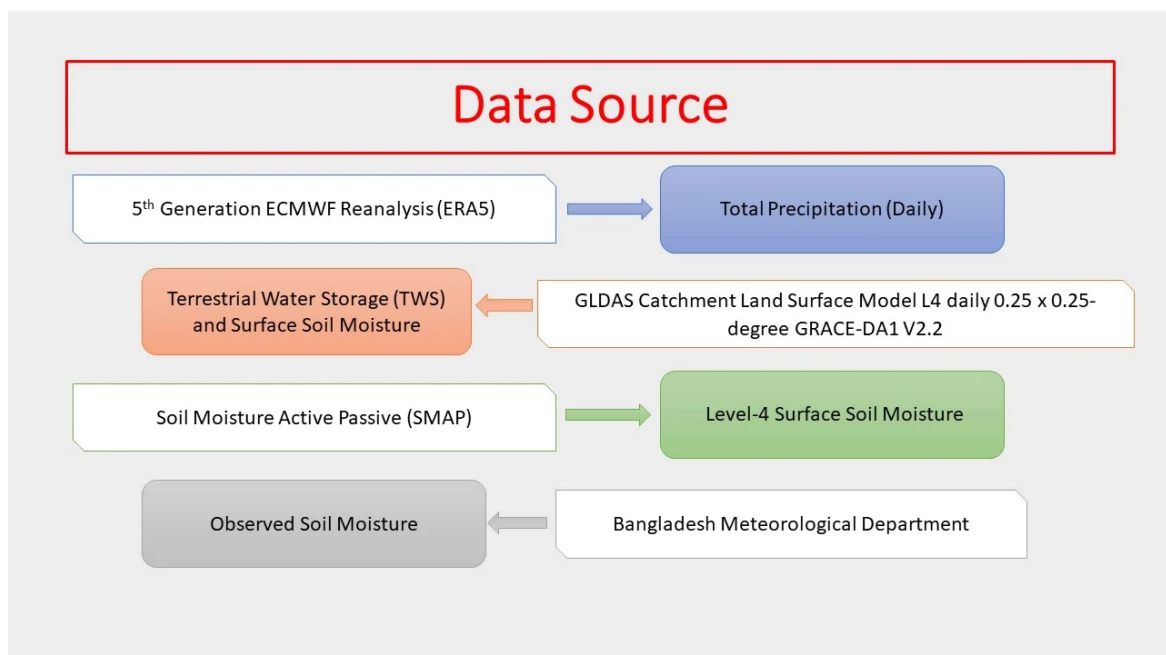 Data Source
5th Generation ECMWF Reanalysis (ERA5)
Total Precipitation (Daily)
Terrestrial Water Storage (TWS)
and Surface Soil Moisture
GLDAS Catchment Land Surface Model L4 daily 0.25 x 0.25-
degree GRACE-DA1 V2.2
Soil Moisture Active Passive (SMAP)
Level-4 Surface Soil Moisture
Observed Soil Moisture
Bangladesh Meteorological Department